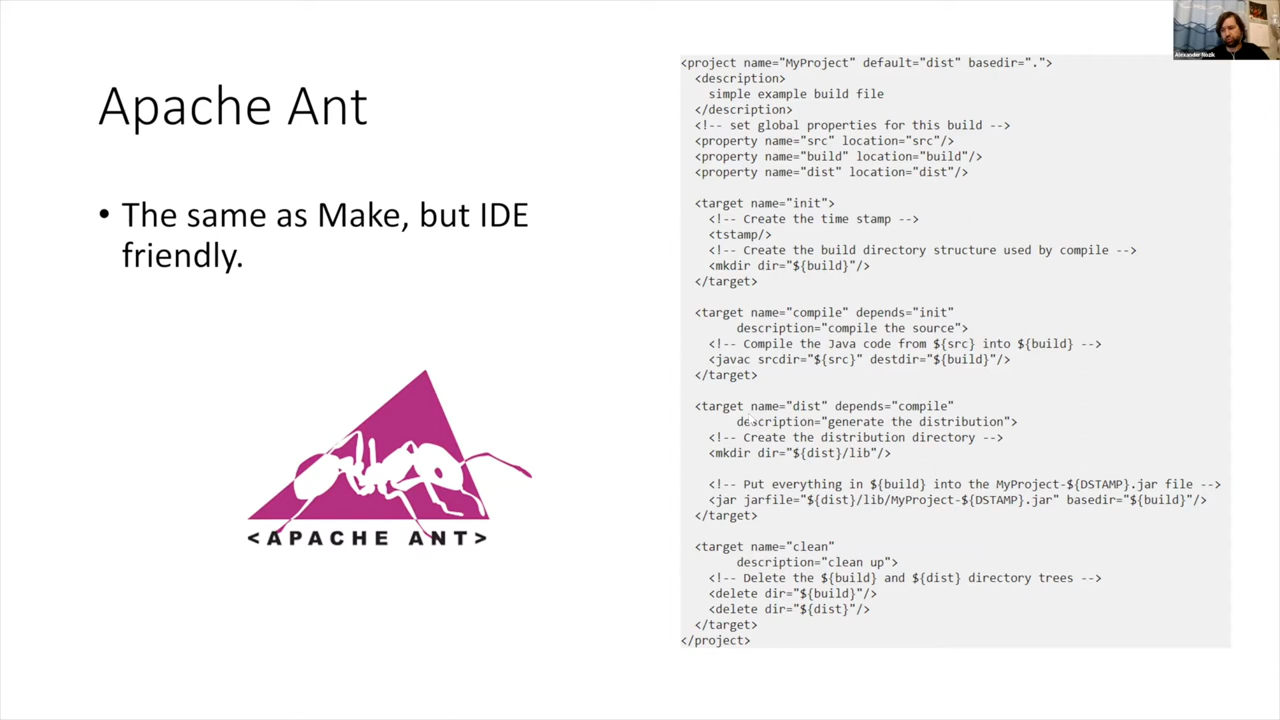 Apache Ant
• The same as Make, but IDE
friendly.
<APACHE ANT>
<project name="MyProject" default="dist" basedir=".">
<description>
simple example build file
</description>
<!-- set global properties for this build -->
<property name="src" location="src"/>
<property name="build" location="build"/>
<property name="dist" location="dist"/>
<target name="init">
<!-- Create the time stamp -->
<tstamp/>
<!-- Create the build directory structure used by compile -->
<mkdir dir="${build}"/>
</target>
<target name="compile" depends="init"
description="compile the source">
<!-- Compile the Java code from ${src} into ${build} -->
<javac srcdir="${src}" destdir="${build}"/>
</target>
<target name="dist" depends="compile"
description="generate the distribution">
<!-- Create the distribution directory -->
<mkdir dir="${dist}/lib"/>
<!-- Put everything in ${build} into the MyProject-${DSTAMP}.jar file -->
<jar jarfile="${dist}/lib/MyProject-${DSTAMP}.jar" basedir="${build}"/>
</target>
<target name="clean"
description="clean up">
<!-- Delete the ${build} and ${dist} directory trees -->
<delete dir="${build}"/>
<delete dir="${dist}"/>
</target>
</project>
Alexander Nozik